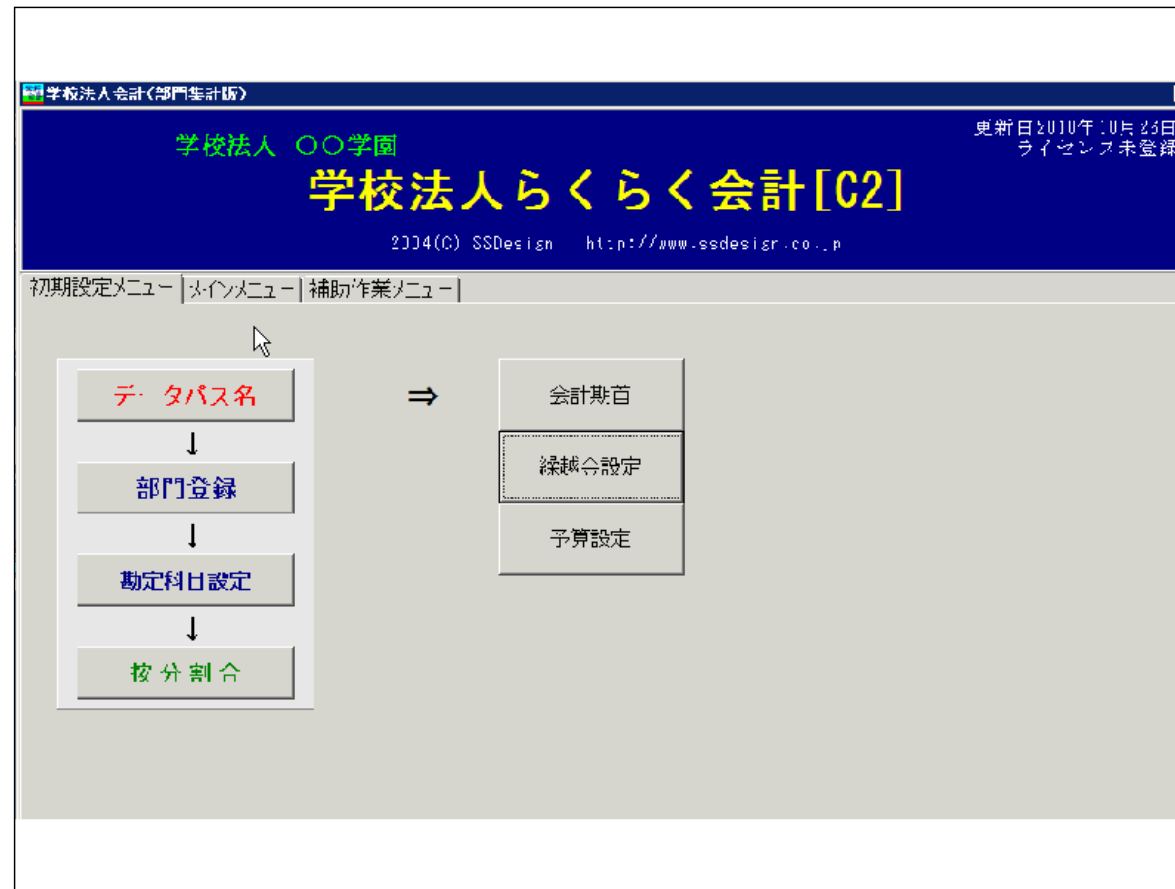 学校法人会計(部門集計版)
更新日2010年10月23日
ライセンス未登録
学校法人 〇〇学園
学校法人らくらく会計[C2]
2004(C) SSDesign http://www.ssdesign.co.jp
初期設定メニュー メインメニュー 補助作業メニュー
データパス名 ⇒ 会計期首
↓
部門登録
繰越金設定
↓
予算設定
勘定科目設定
↓
按分割合